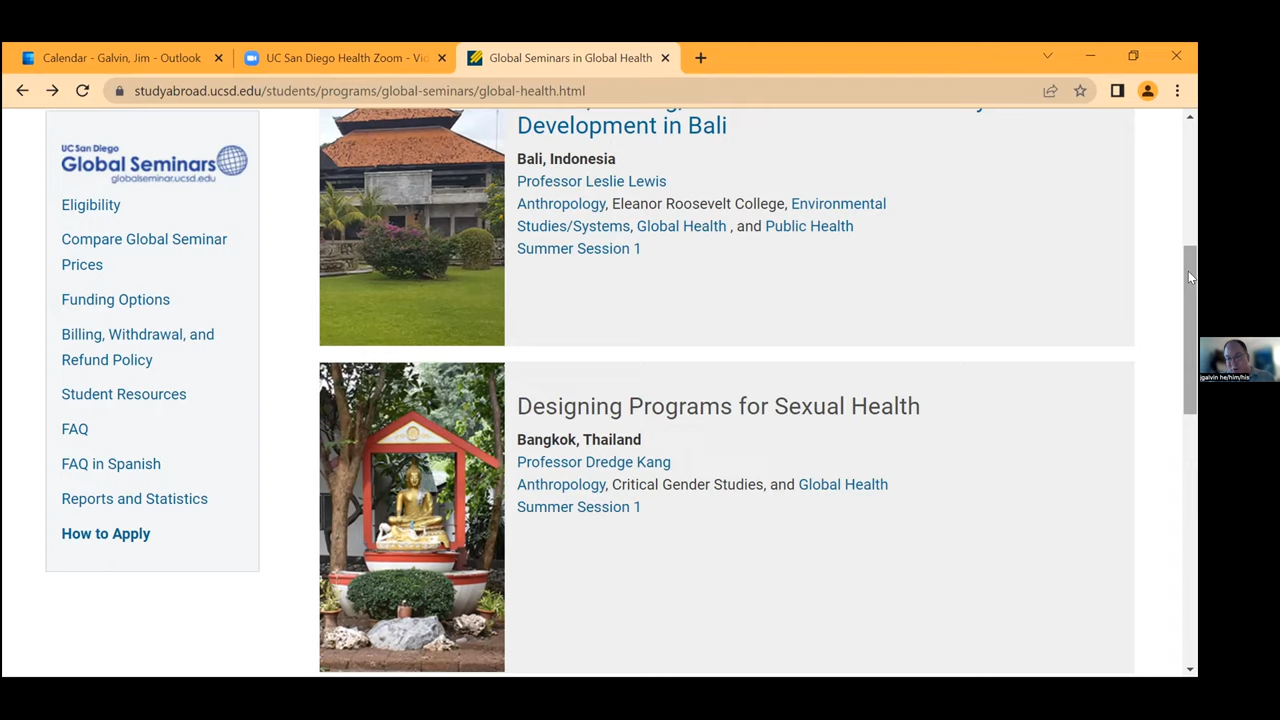 Calendar - Galvin, Jim - Outlook
UC San Diego Health Zoom - Vi
Global Seminars in Global Health
studyabroad.ucsd.edu/students/programs/global-seminars/global-health.html
UC San Diego
Global Seminars
globalseminar.ucsd.edu
Eligibility
Compare Global Seminar
Prices
Funding Options
Billing, Withdrawal, and
Refund Policy
Student Resources
FAQ
FAQ in Spanish
Reports and Statistics
How to Apply
Development in Bali
Bali, Indonesia
Professor Leslie Lewis
Anthropology, Eleanor Roosevelt College, Environmental
Studies/Systems, Global Health , and Public Health
Summer Session 1
Designing Programs for Sexual Health
Bangkok, Thailand
Professor Dredge Kang
Anthropology, Critical Gender Studies, and Global Health
Summer Session 1
jgalvin he/him/his